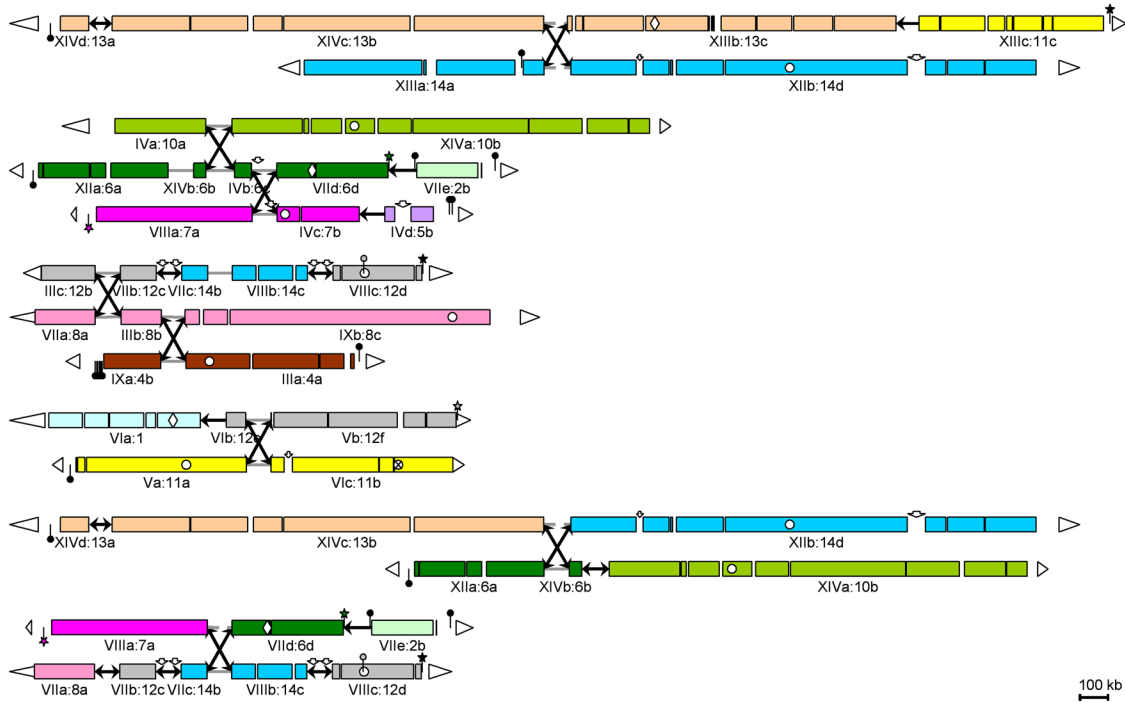 XIVd:13a XIVc:13b XIIIb:13c XIIIc:11c
XIIIa:14a XIIb:14d
IVa:10a XIVa:10b
XIIa:6a XIVb:6b IVb:6c VIId:6d VIIe:2b
VIIIa:7a IVc:7b IVd:5b
IIIc:12b VIIb:12c VIIc:14b VIIIb:14c VIIIc:12d
VIIa:8a IIIb:8b IXb:8c
IXa:4b IIIa:4a
VIa:1 VIb:12e Vb:12f
Va:11a VIc:11b
XIVd:13a XIVc:13b XIIb:14d
XIIa:6a XIVb:6b XIVa:10b
VIIIa:7a VIId:6d VIIe:2b
VIIa:8a VIIb:12c VIIc:14b VIIIb:14c VIIIc:12d
100 kb